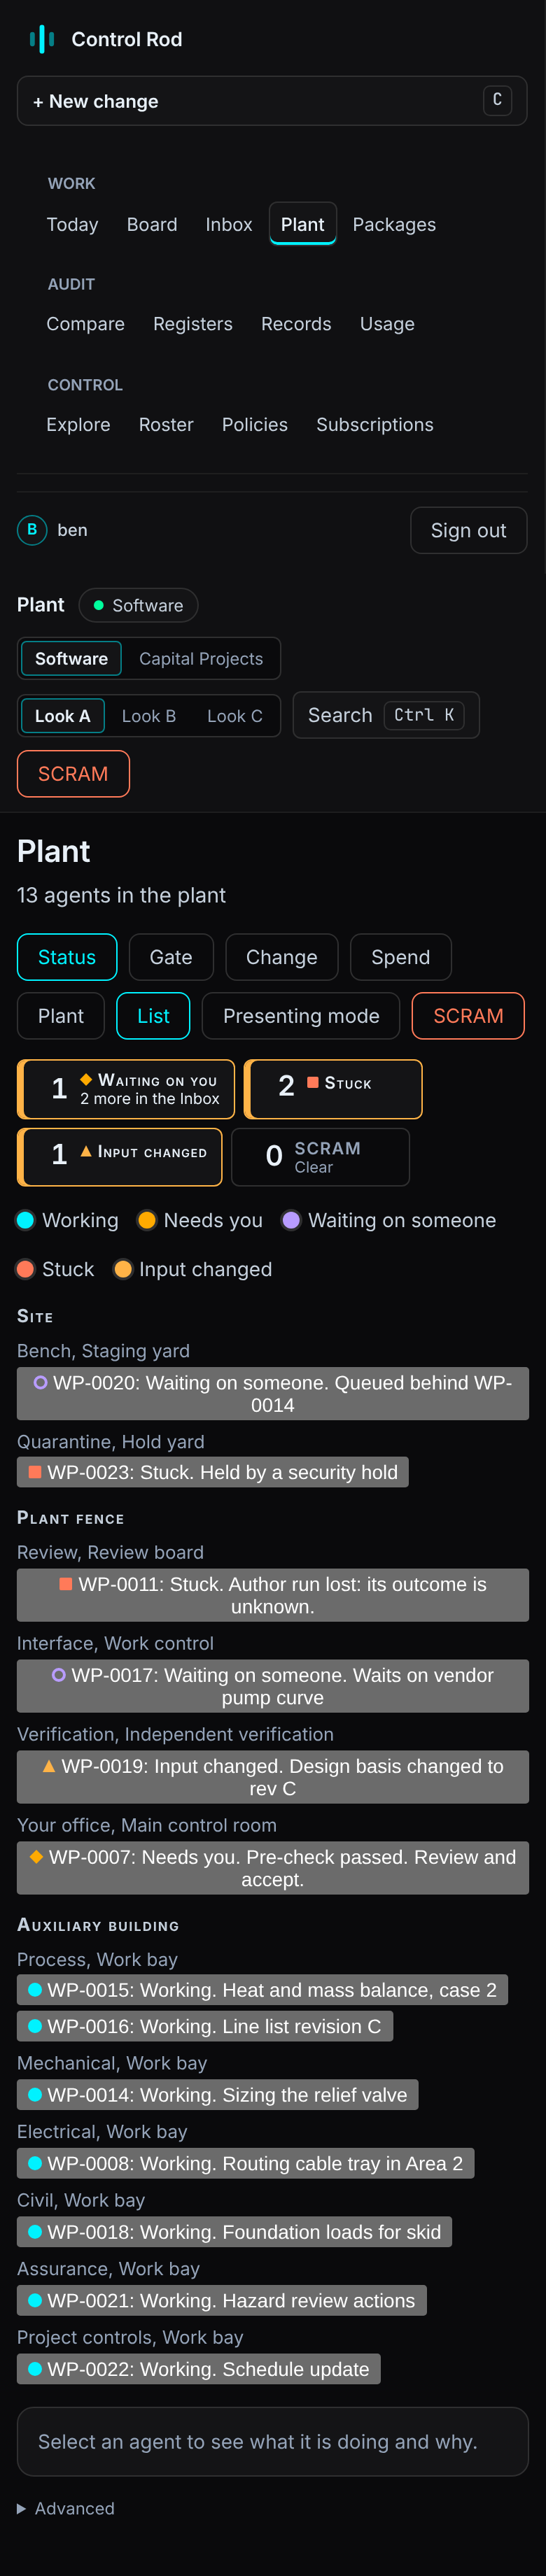 Control Rod
+ New change C
WORK
Today Board Inbox Plant Packages
AUDIT
Compare Registers Records Usage
CONTROL
Explore Roster Policies Subscriptions
B ben Sign out
Plant Software
Software Capital Projects
Look A Look B Look C Search Ctrl K
SCRAM
Plant
13 agents in the plant
Status Gate Change Spend
Plant List Presenting mode SCRAM
1 Waiting on you
2 more in the Inbox
2 Stuck
1 Input changed
0 SCRAM
Clear
Working Needs you Waiting on someone
Stuck Input changed
Site
Bench, Staging yard
WP-0020: Waiting on someone. Queued behind WP-
0014
Quarantine, Hold yard
WP-0023: Stuck. Held by a security hold
Plant fence
Review, Review board
WP-0011: Stuck. Author run lost: its outcome is
unknown.
Interface, Work control
WP-0017: Waiting on someone. Waits on vendor
pump curve
Verification, Independent verification
WP-0019: Input changed. Design basis changed to
rev C
Your office, Main control room
WP-0007: Needs you. Pre-check passed. Review and
accept.
Auxiliary building
Process, Work bay
WP-0015: Working. Heat and mass balance, case 2
WP-0016: Working. Line list revision C
Mechanical, Work bay
WP-0014: Working. Sizing the relief valve
Electrical, Work bay
WP-0008: Working. Routing cable tray in Area 2
Civil, Work bay
WP-0018: Working. Foundation loads for skid
Assurance, Work bay
WP-0021: Working. Hazard review actions
Project controls, Work bay
WP-0022: Working. Schedule update
Select an agent to see what it is doing and why.
Advanced